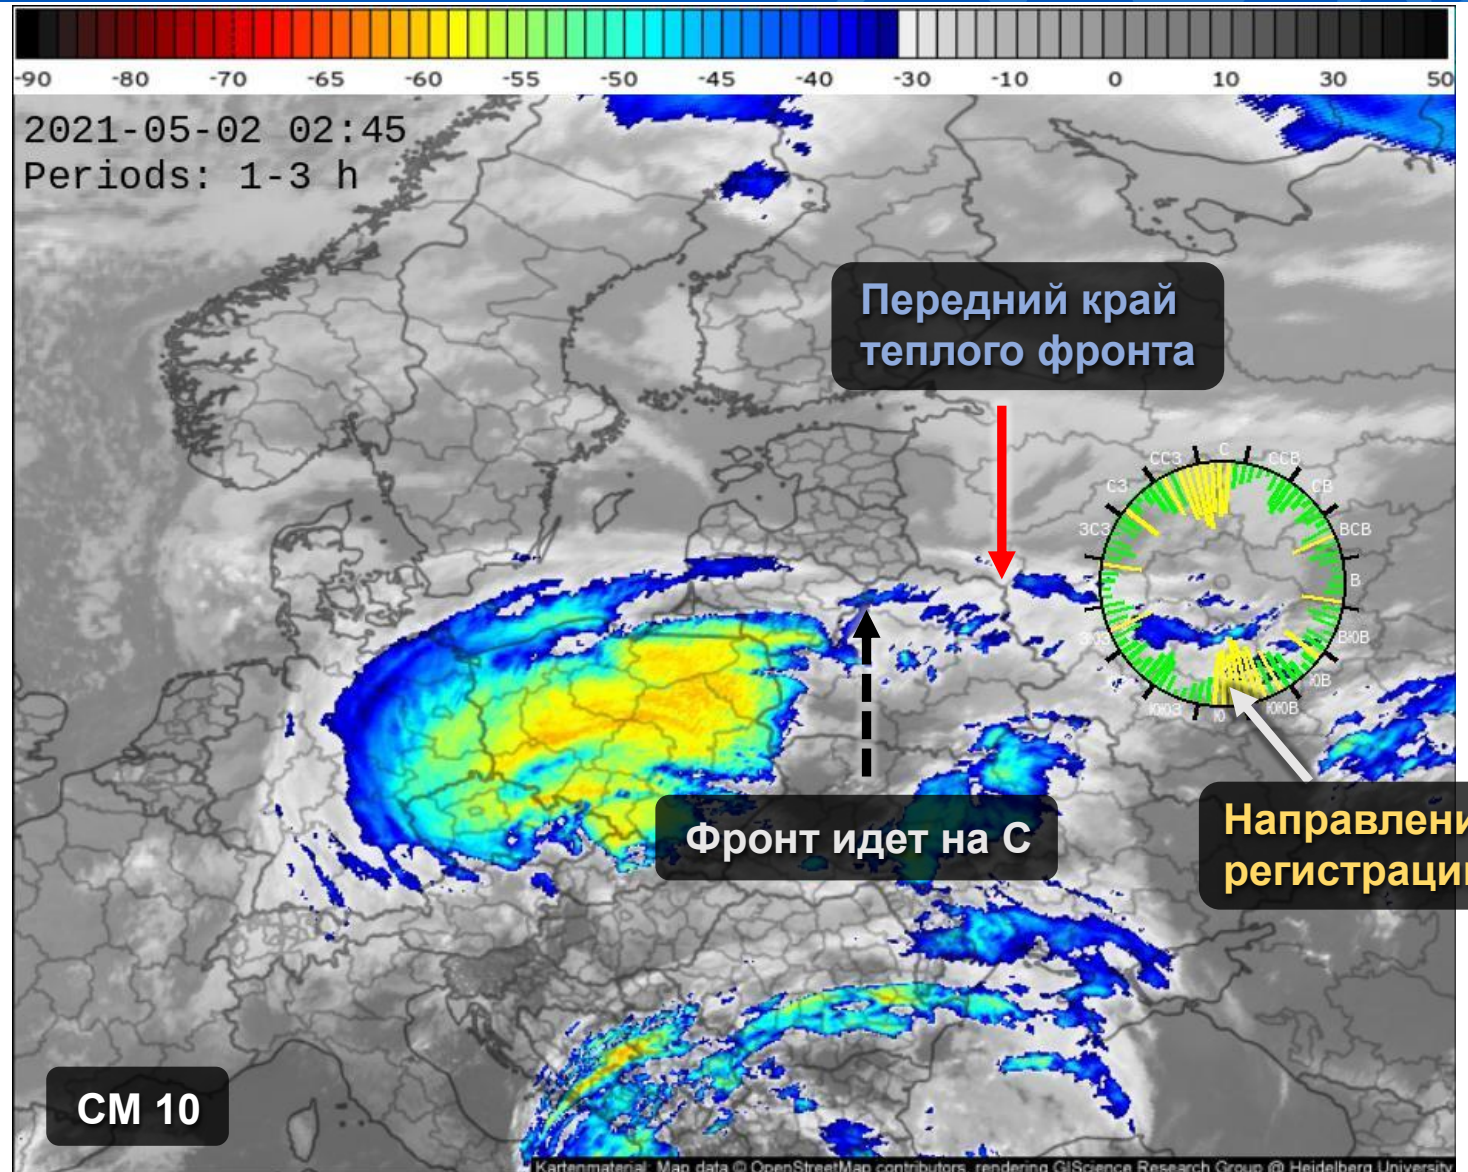 -90 -80 -70 -65 -60 -55 -50 -45 -40 -30 -10 0 10 30 50
2021-05-02 02:45
Periods: 1-3 h
Передний край
теплого фронта
С
ССЗ
ССВ
СЗ
СВ
ЗСЗ
ВСВ
В
ЗЮЗ
ВЮВ
ЮВ
ЮЮЗ
Ю
ЮЮВ
Фронт идет на С
Направлени
регистраци
СМ 10
Kartenmaterial: Map data © OpenStreetMap contributors, rendering GIScience Research Group @ Heidelberg University